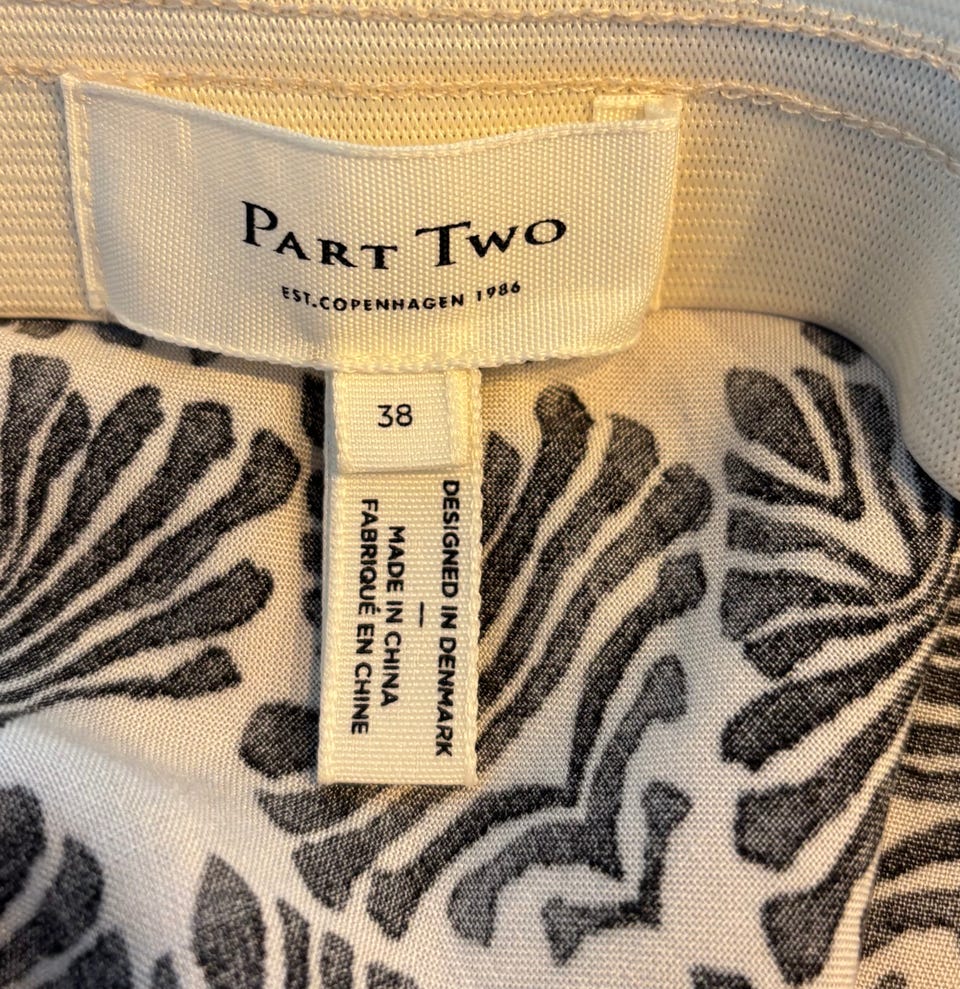 PART TWO
EST.COPENHAGEN 1986
38
DESIGNED IN DENMARK
—
MADE IN CHINA
FABRIQUÉ EN CHINE